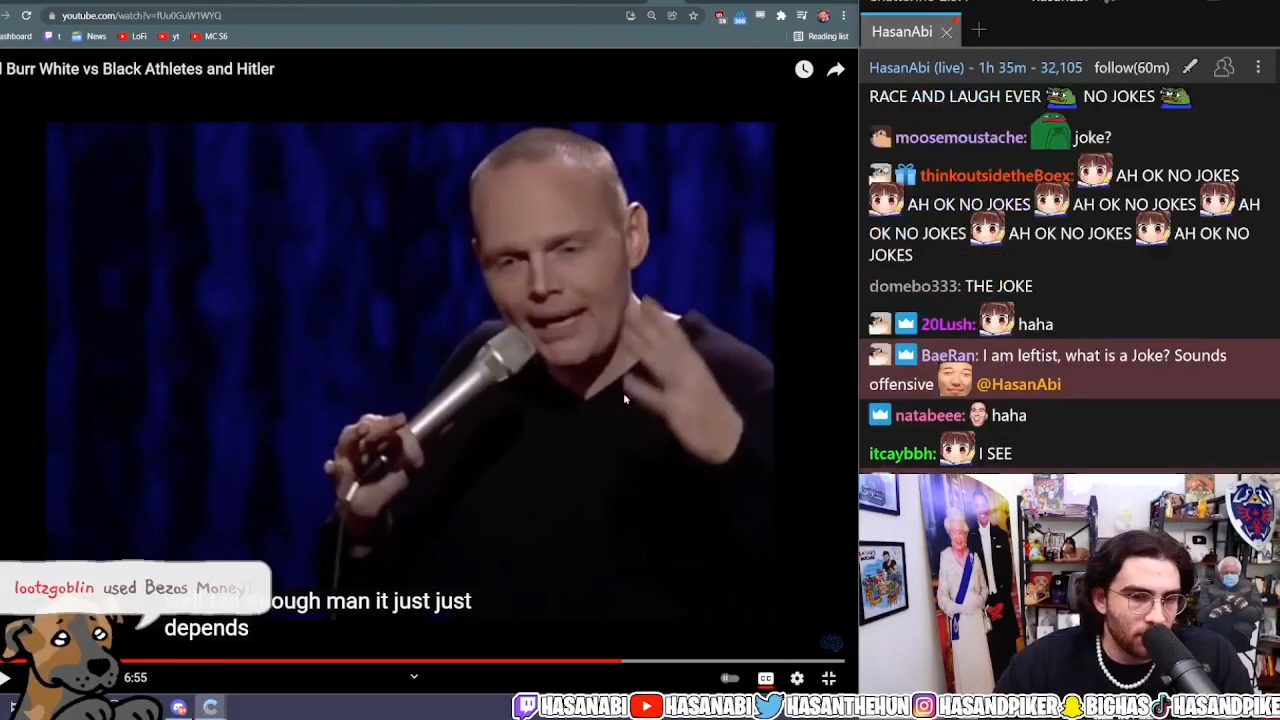 youtube.com/watch?v=fUu0GuW1WYQ
ashboard
t
News
LoFi
yt
MC S6
Reading list
Burr White vs Black Athletes and Hitler
enough man it just just
depends
lootzgoblin used Bezos Money!
6:55
CC
HasanAbi
HasanAbi (live) - 1h 35m - 32,105 follow(60m)
RACE AND LAUGH EVER NO JOKES
moosemoustache: joke?
thinkoutsidetheBoex: AH OK NO JOKES
AH OK NO JOKES AH OK NO JOKES AH
OK NO JOKES AH OK NO JOKES AH OK NO
JOKES
domebo333: THE JOKE
20Lush: haha
BaeRan: I am leftist, what is a Joke? Sounds
offensive @HasanAbi
natabeee: haha
itcaybbh: I SEE
HASANABI HASANABI HASANTHEHUN HASANDPIKER BIGHAS HASANDPIKE